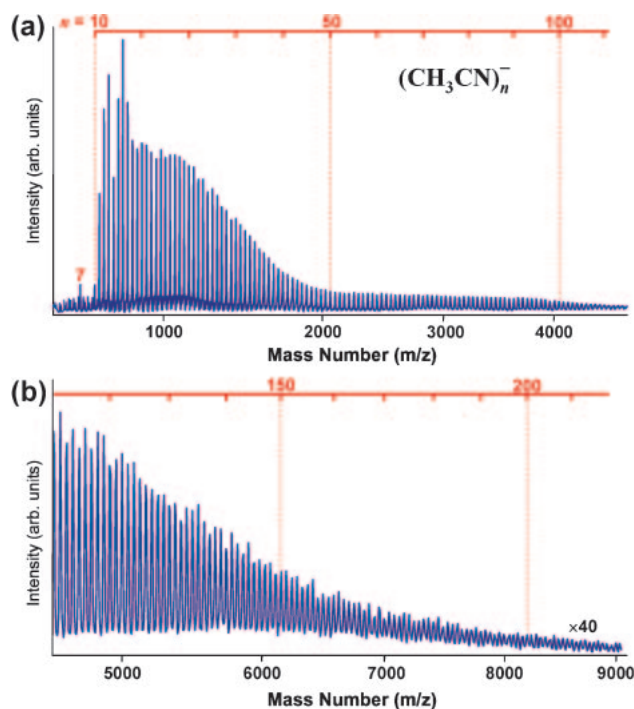 (a)
n = 10 50 100
(CH₃CN)ₙ⁻
7
Intensity (arb. units)
1000 2000 3000 4000
Mass Number (m/z)
(b)
150 200
Intensity (arb. units)
×40
5000 6000 7000 8000 9000
Mass Number (m/z)